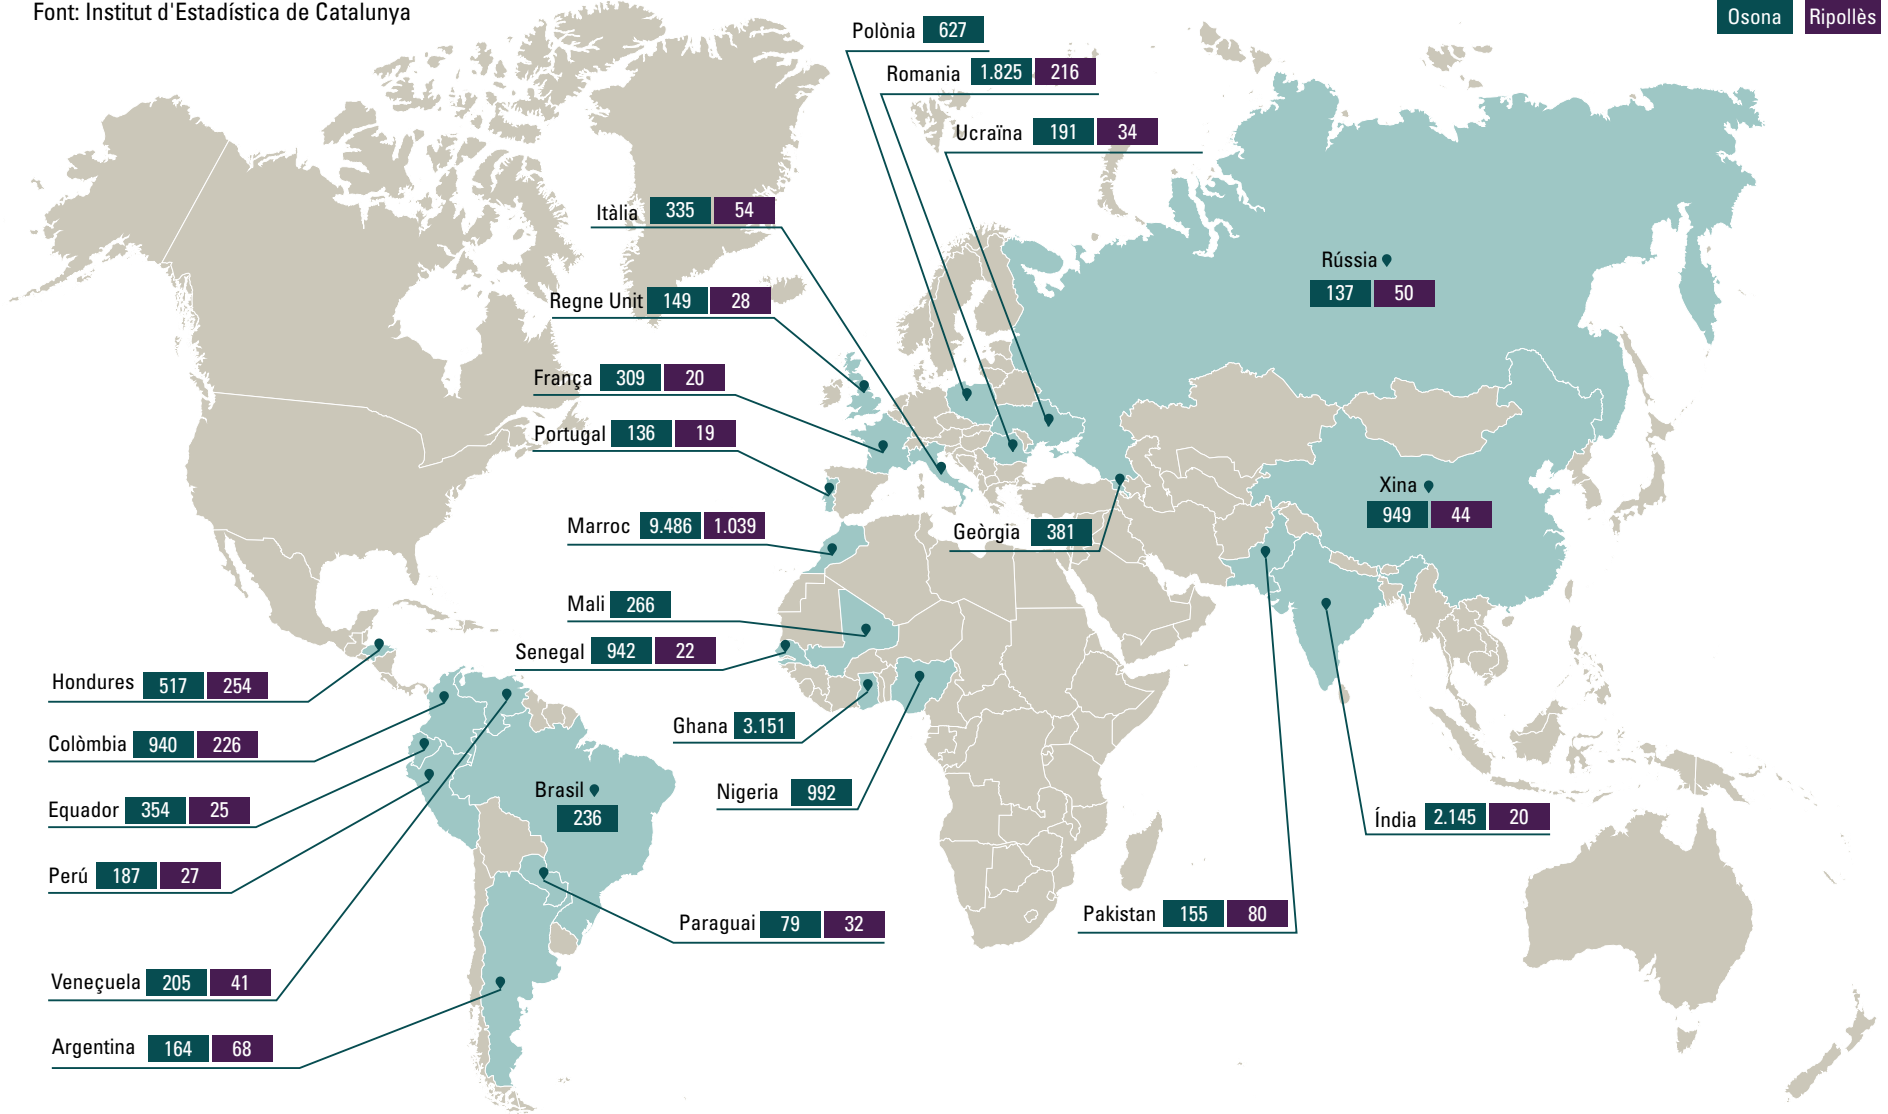 Font: Institut d'Estadística de Catalunya
Osona Ripollès
Polònia 627
Romania 1.825 216
Ucraïna 191 34
Itàlia 335 54
Rússia
137 50
Regne Unit 149 28
França 309 20
Portugal 136 19
Xina
949 44
Marroc 9.486 1.039
Geòrgia 381
Mali 266
Senegal 942 22
Hondures 517 254
Ghana 3.151
Colòmbia 940 226
Nigeria 992
Brasil
236
Equador 354 25
Índia 2.145 20
Perú 187 27
Paraguai 79 32
Pakistan 155 80
Veneçuela 205 41
Argentina 164 68